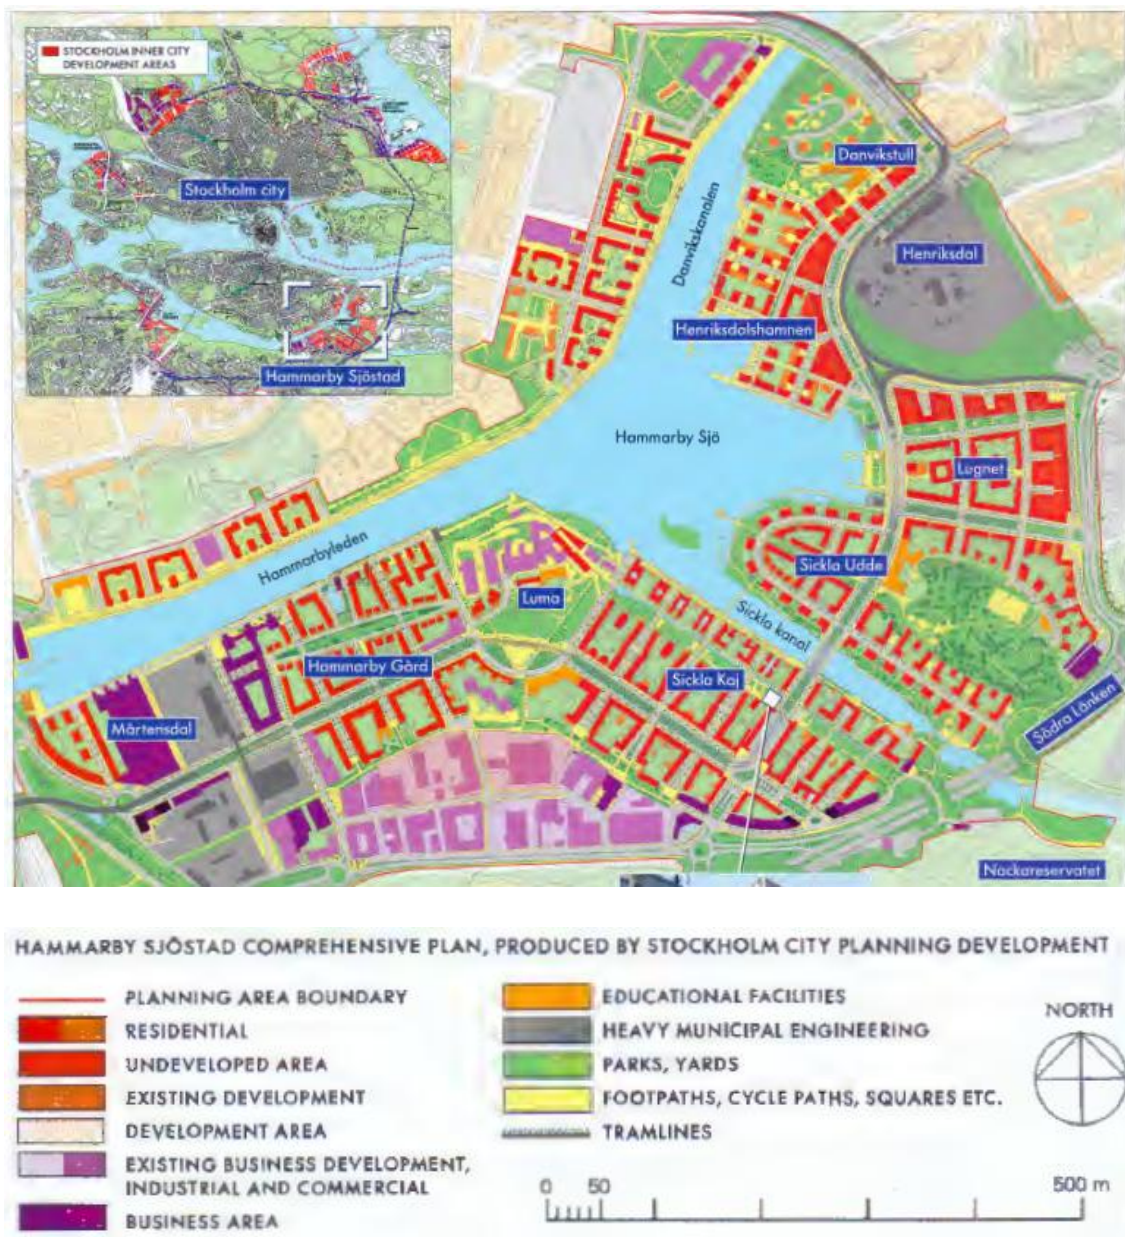 STOCKHOLM INNER CITY
DEVELOPMENT AREAS
Stockholm city
Hammarby Sjöstad
Danvikstull
Danvikskanalen
Henriksdal
Henriksdalshamnen
Hammarby Sjö
Lugnet
Hammarbyleden
Sickla Udde
Luma
Sickla kanal
Hammarby Gård
Sickla Kaj
Mårtensdal
Södra Länken
Nackareservatet
HAMMARBY SJÖSTAD COMPREHENSIVE PLAN, PRODUCED BY STOCKHOLM CITY PLANNING DEVELOPMENT
PLANNING AREA BOUNDARY
RESIDENTIAL
UNDEVELOPED AREA
EXISTING DEVELOPMENT
DEVELOPMENT AREA
EXISTING BUSINESS DEVELOPMENT,
INDUSTRIAL AND COMMERCIAL
BUSINESS AREA
EDUCATIONAL FACILITIES
HEAVY MUNICIPAL ENGINEERING
PARKS, YARDS
FOOTPATHS, CYCLE PATHS, SQUARES ETC.
TRAMLINES
NORTH
0 50 500 m